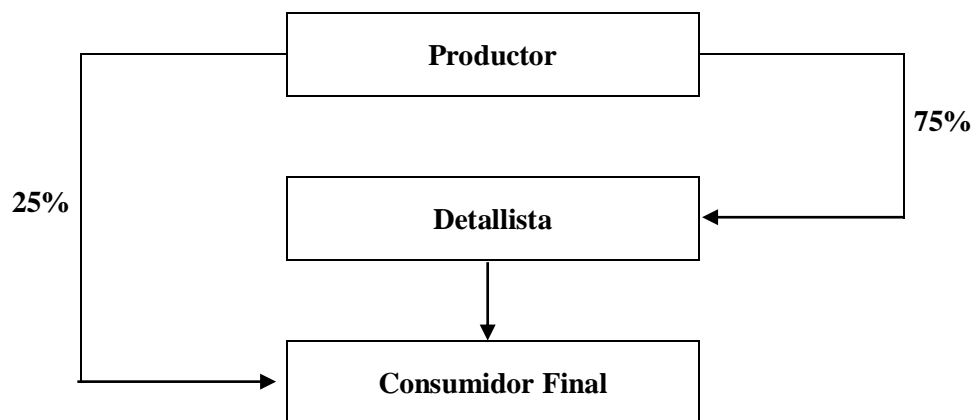 Productor
75%
25%
Detallista
Consumidor Final